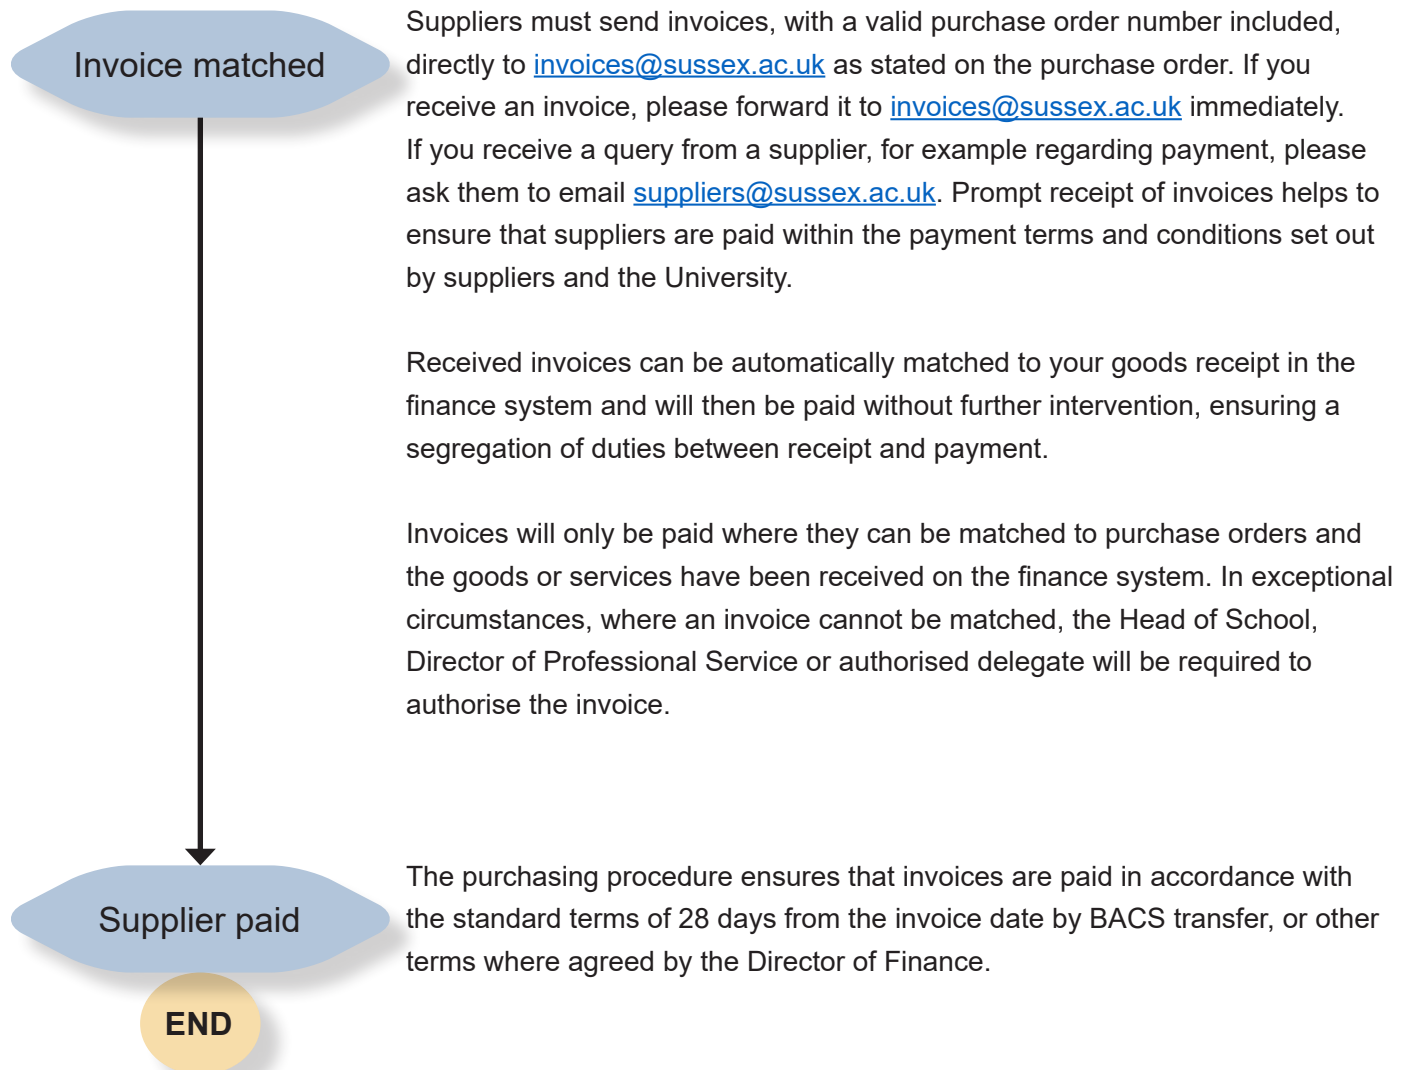 Invoice matched
Suppliers must send invoices, with a valid purchase order number included,
directly to invoices@sussex.ac.uk as stated on the purchase order. If you
receive an invoice, please forward it to invoices@sussex.ac.uk immediately.
If you receive a query from a supplier, for example regarding payment, please
ask them to email suppliers@sussex.ac.uk. Prompt receipt of invoices helps to
ensure that suppliers are paid within the payment terms and conditions set out
by suppliers and the University.
Received invoices can be automatically matched to your goods receipt in the
finance system and will then be paid without further intervention, ensuring a
segregation of duties between receipt and payment.
Invoices will only be paid where they can be matched to purchase orders and
the goods or services have been received on the finance system. In exceptional
circumstances, where an invoice cannot be matched, the Head of School,
Director of Professional Service or authorised delegate will be required to
authorise the invoice.
Supplier paid
The purchasing procedure ensures that invoices are paid in accordance with
the standard terms of 28 days from the invoice date by BACS transfer, or other
terms where agreed by the Director of Finance.
END